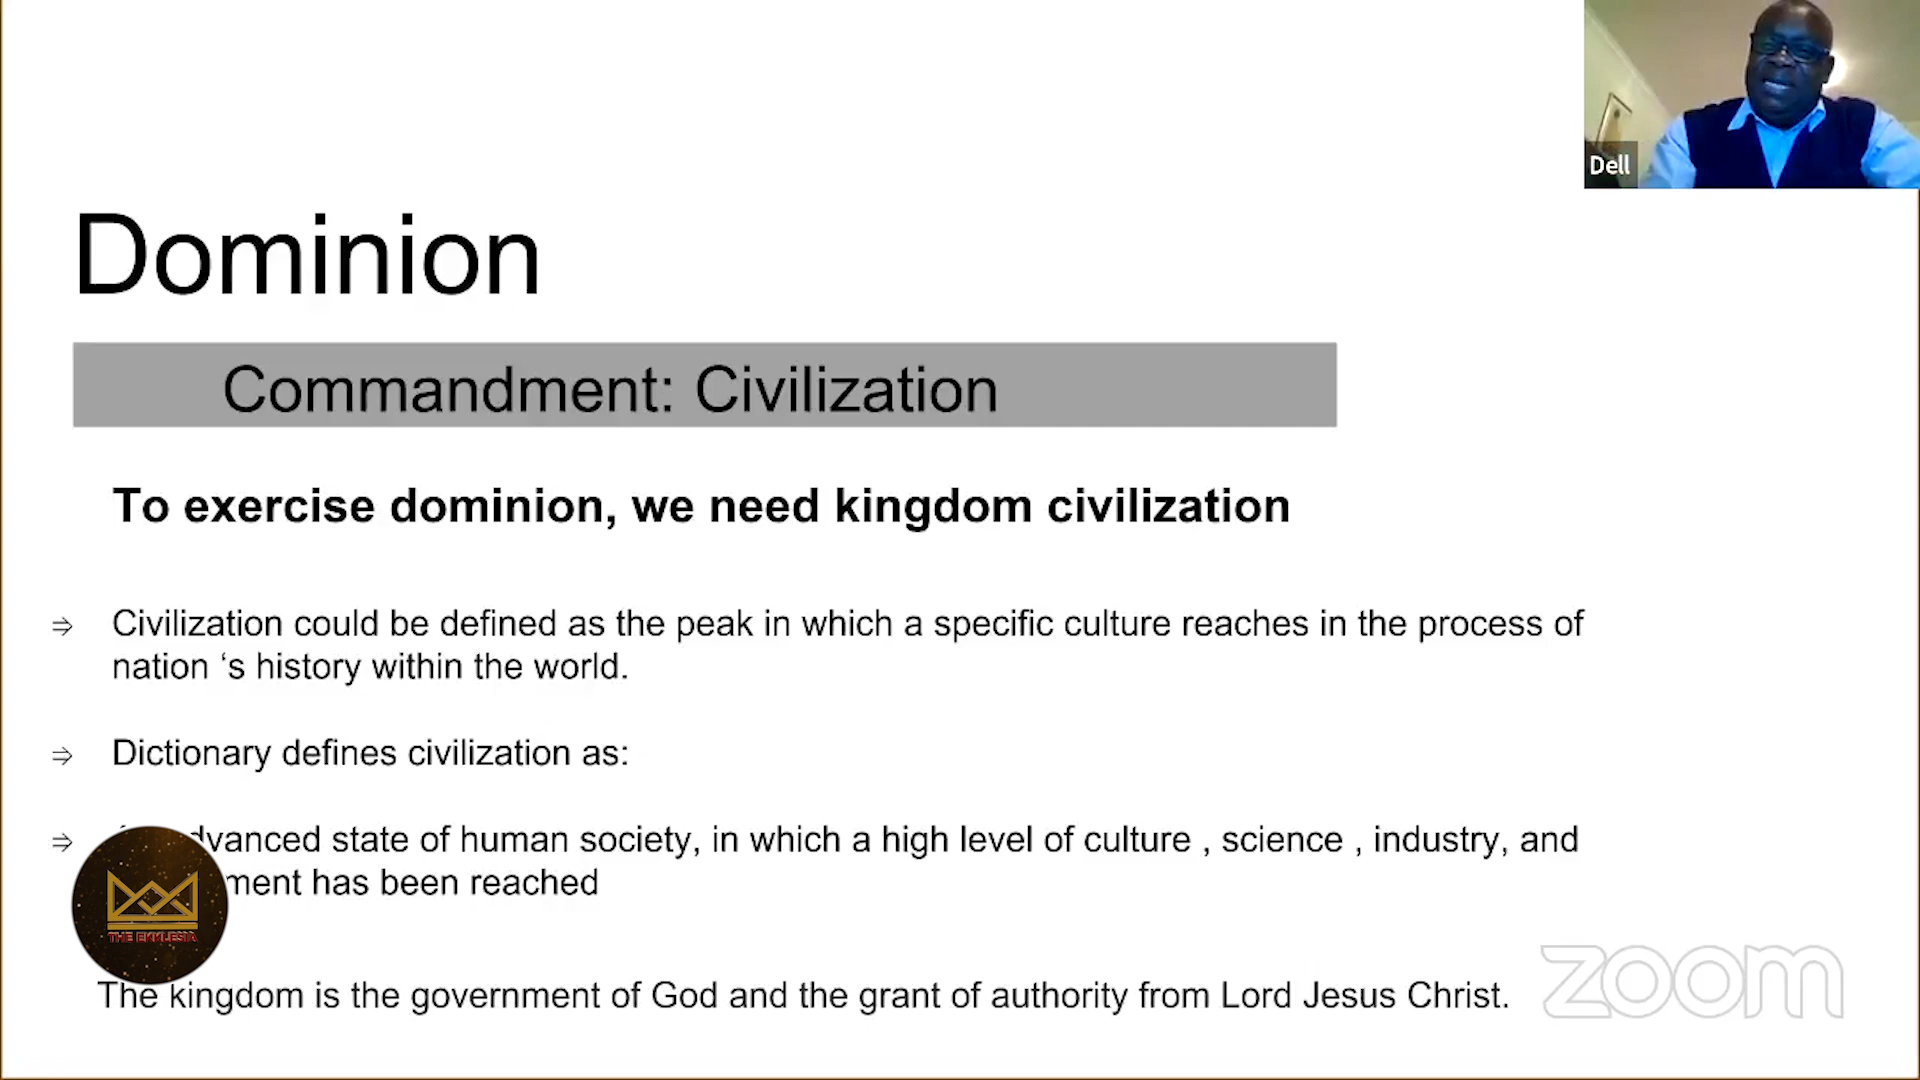 Dell
Dominion
Commandment: Civilization
To exercise dominion, we need kingdom civilization
⇒ Civilization could be defined as the peak in which a specific culture reaches in the process of
nation ‘s history within the world.
⇒ Dictionary defines civilization as:
⇒ dvanced state of human society, in which a high level of culture , science , industry, and
ment has been reached
THE EKKLESIA
The kingdom is the government of God and the grant of authority from Lord Jesus Christ.
zoom